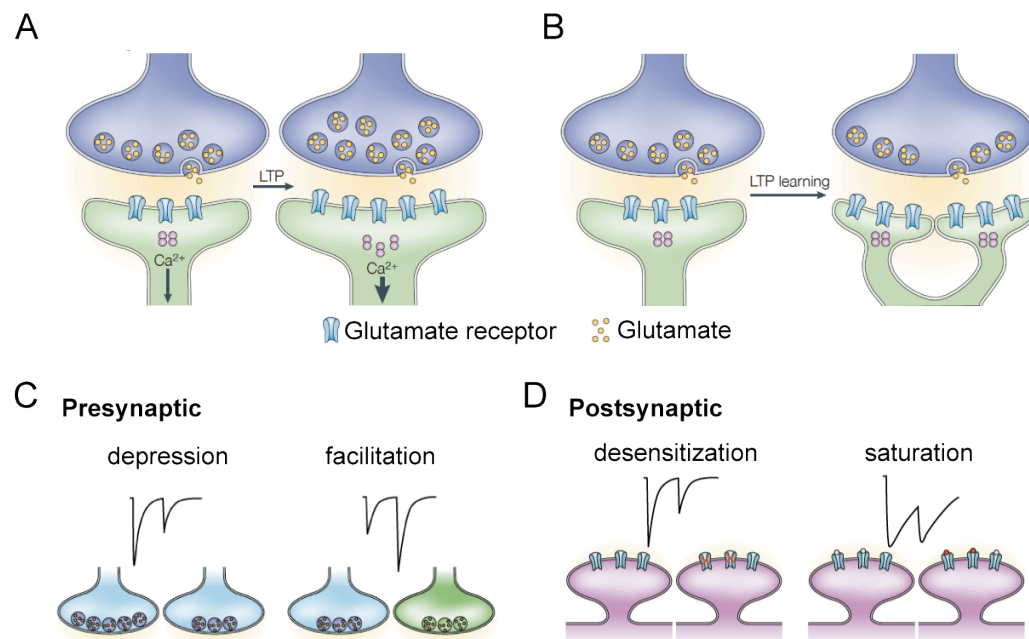 A
B
LTP
LTP learning
Ca2+
Ca2+
Glutamate receptor
Glutamate
C Presynaptic
depression
facilitation
D Postsynaptic
desensitization
saturation